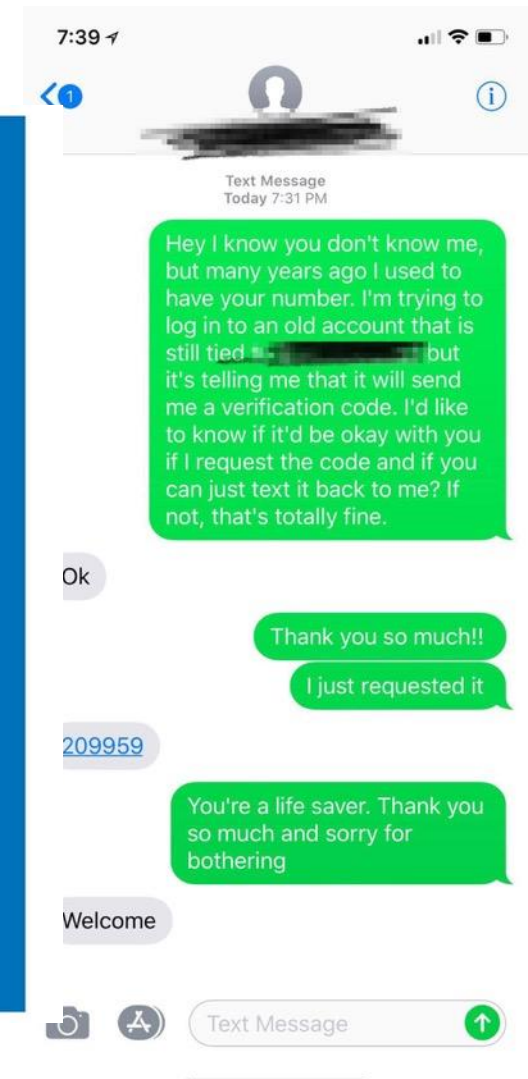 7:39
1
Text Message
Today 7:31 PM
Hey I know you don't know me,
but many years ago I used to
have your number. I'm trying to
log in to an old account that is
still tied but
it's telling me that it will send
me a verification code. I'd like
to know if it'd be okay with you
if I request the code and if you
can just text it back to me? If
not, that's totally fine.
Ok
Thank you so much!!
I just requested it
209959
You're a life saver. Thank you
so much and sorry for
bothering
Welcome
Text Message